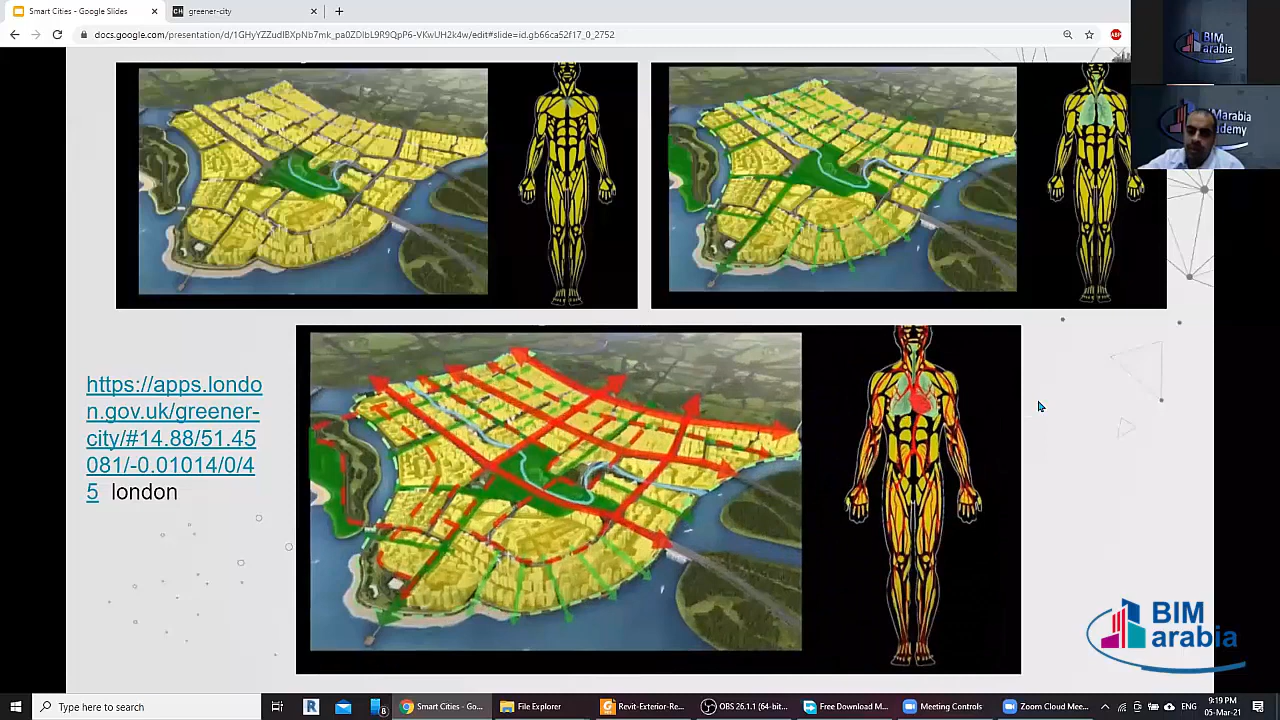 Smart Cities - Google Slides
greener-city
docs.google.com/presentation/d/1GHyYZZudIBXpNb7mk_pa0ZDlbL9R9QpP6-VKwUH2k4w/edit#slide=id.gb66ca52f17_0_2752
BIM
arabia
BIMarabia
Academy
https://apps.londo
n.gov.uk/greener-
city/#14.88/51.45
081/-0.01014/0/4
5 london
BIM
arabia
Type here to search
Smart Cities - Go...
File Explorer
Revit-Exterior-Re...
OBS 26.1.1 (64-bit...
Free Download M...
Meeting Controls
Zoom Cloud Mee...
9:19 PM
05-Mar-21